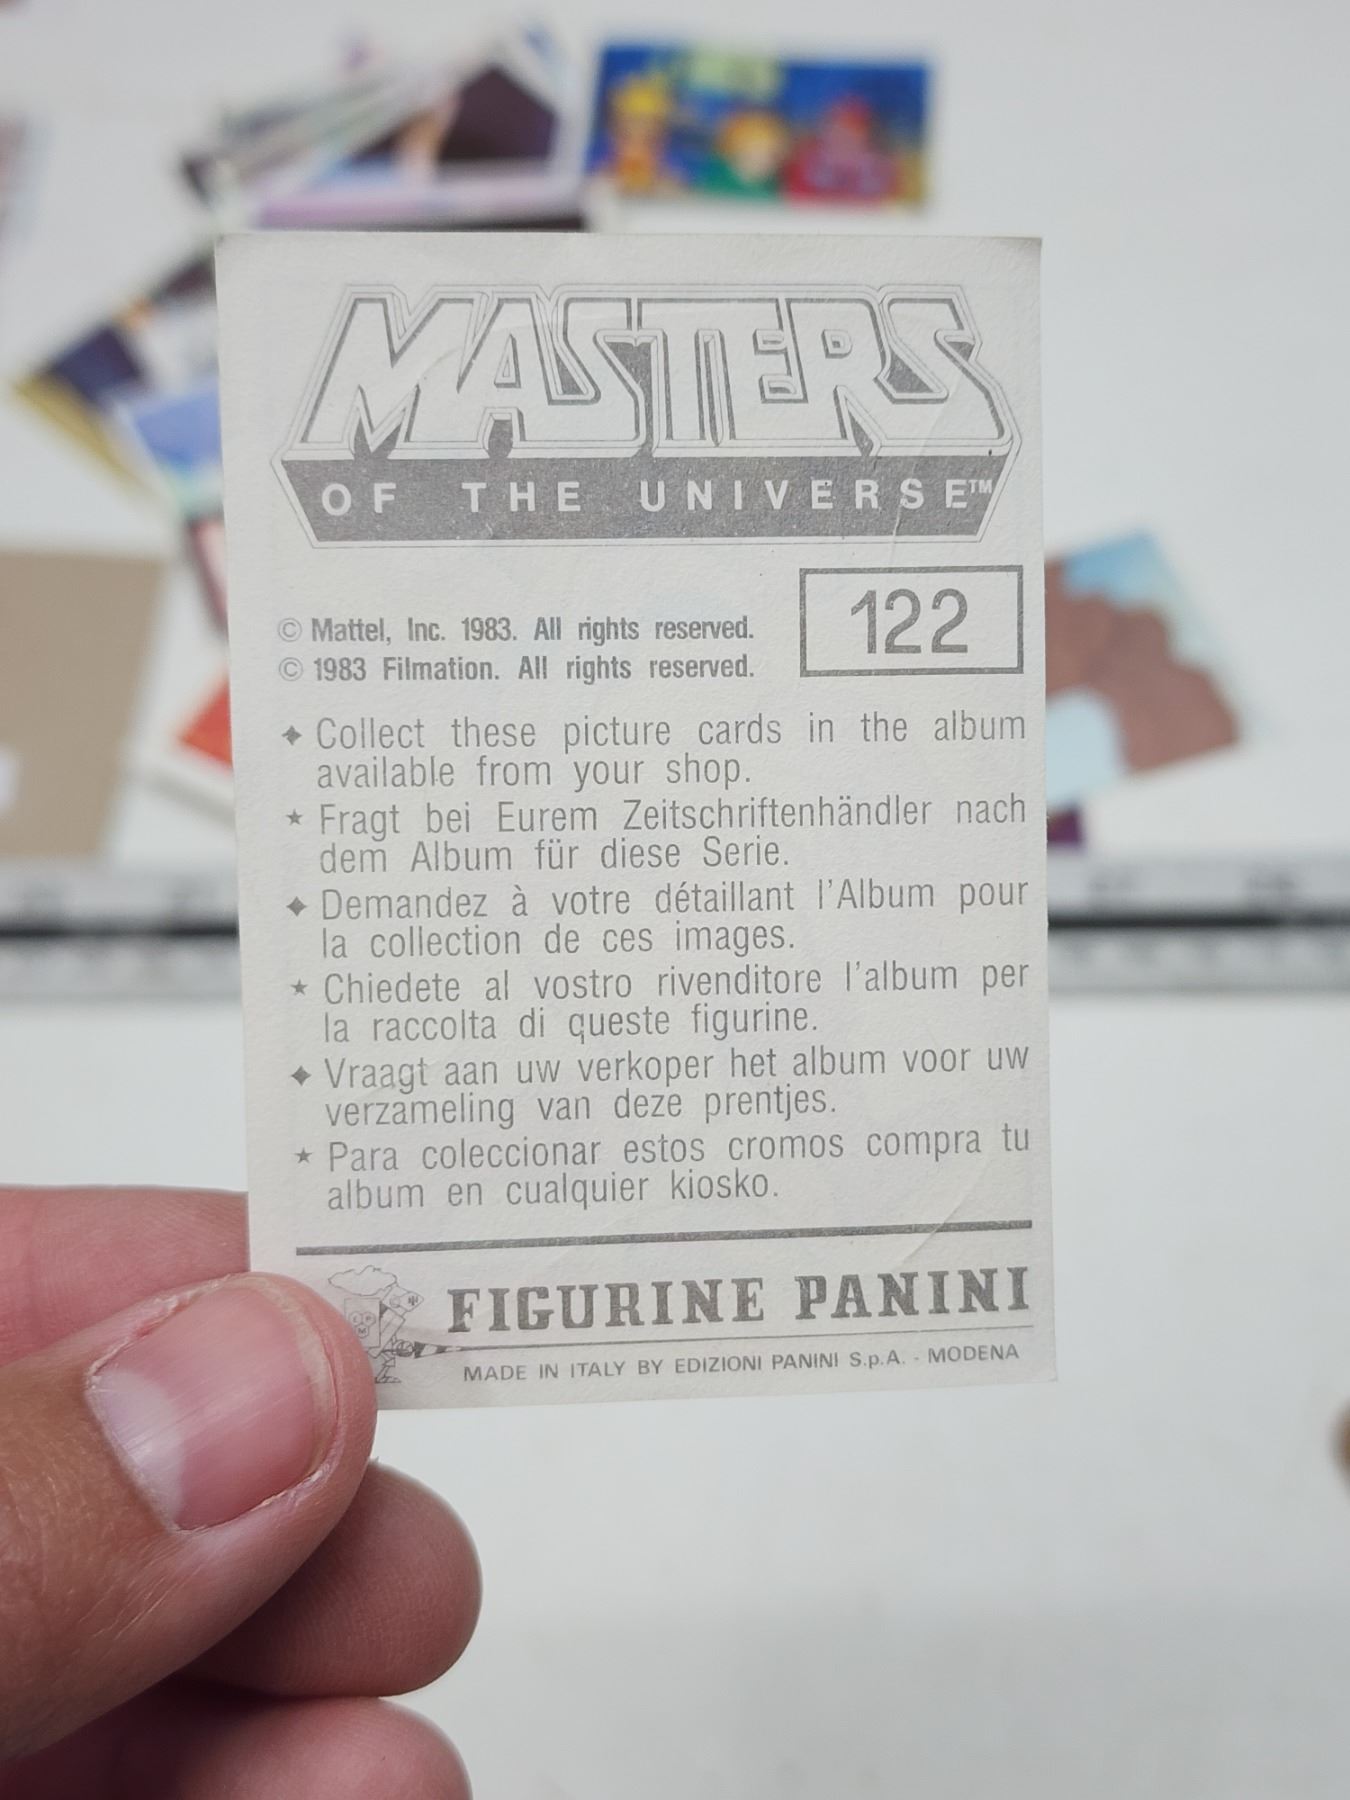 MASTERS
OF THE UNIVERSE™
© Mattel, Inc. 1983. All rights reserved.
© 1983 Filmation. All rights reserved.
122
✦ Collect these picture cards in the album
available from your shop.
★ Fragt bei Eurem Zeitschriftenhändler nach
dem Album für diese Serie.
✦ Demandez à votre détaillant l'Album pour
la collection de ces images.
★ Chiedete al vostro rivenditore l'album per
la raccolta di queste figurine.
✦ Vraagt aan uw verkoper het album voor uw
verzameling van deze prentjes.
★ Para coleccionar estos cromos compra tu
album en cualquier kiosko.
FIGURINE PANINI
MADE IN ITALY BY EDIZIONI PANINI S.p.A. - MODENA